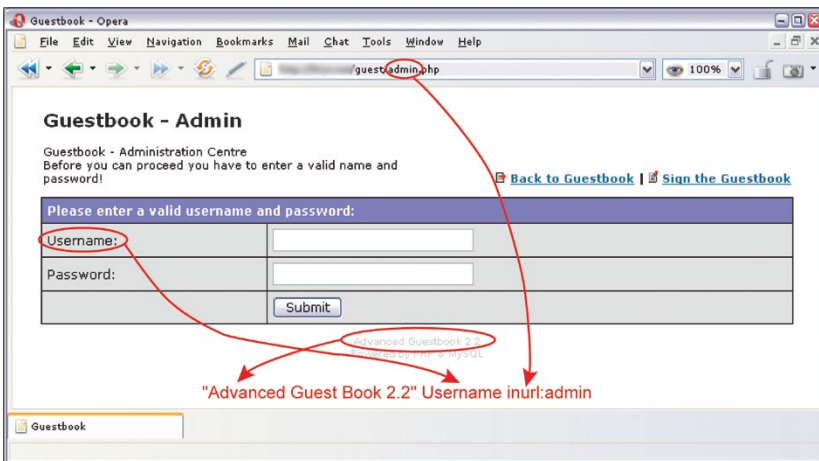 Guestbook - Opera
File Edit View Navigation Bookmarks Mail Chat Tools Window Help
/guest/admin.php
100%
Guestbook - Admin
Guestbook - Administration Centre
Before you can proceed you have to enter a valid name and
password!
Back to Guestbook | Sign the Guestbook
Please enter a valid username and password:
Username:
Password:
Submit
Advanced Guestbook 2.2
Powered by PHP & MySQL
"Advanced Guest Book 2.2" Username inurl:admin
Guestbook